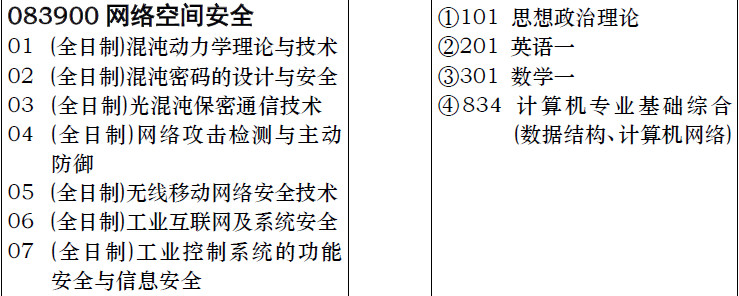 083900 网络空间安全
01 (全日制)混沌动力学理论与技术
02 (全日制)混沌密码的设计与安全
03 (全日制)光混沌保密通信技术
04 (全日制)网络攻击检测与主动
防御
05 (全日制)无线移动网络安全技术
06 (全日制)工业互联网及系统安全
07 (全日制)工业控制系统的功能
安全与信息安全
①101 思想政治理论
②201 英语一
③301 数学一
④834 计算机专业基础综合
(数据结构、计算机网络)